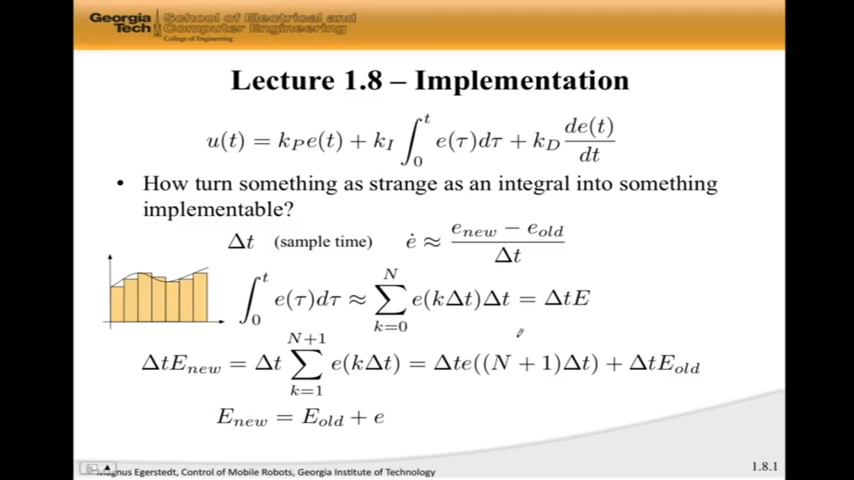 Georgia Tech
School of Electrical and Computer Engineering
College of Engineering
Lecture 1.8 – Implementation
u(t) = k_P e(t) + k_I ∫_0^t e(τ)dτ + k_D de(t)/dt
• How turn something as strange as an integral into something
implementable?
Δt (sample time) ė ≈ (e_new − e_old)/Δt
∫_0^t e(τ)dτ ≈ ∑_{k=0}^{N} e(kΔt)Δt = ΔtE
ΔtE_new = Δt ∑_{k=1}^{N+1} e(kΔt) = Δte((N + 1)Δt) + ΔtE_old
E_new = E_old + e
Magnus Egerstedt, Control of Mobile Robots, Georgia Institute of Technology
1.8.1